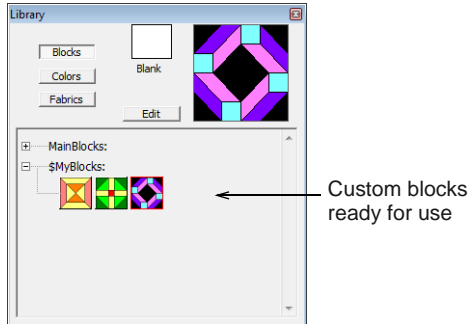 Library
Blocks
Colors
Fabrics
Blank
Edit
MainBlocks:
$MyBlocks:
Custom blocks
ready for use